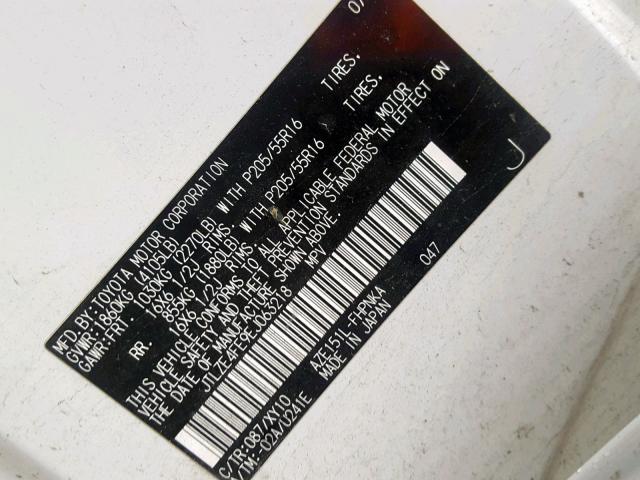 MFD. BY: TOYOTA MOTOR CORPORATION 07
GVWR: 1860KG (4105LB)
GAWR: FRT. 1030KG (2270LB) WITH P205/55R16 TIRES,
16X6 1/2J RIMS
RR. 855KG (1880LB) WITH P205/55R16 TIRES,
16X6 1/2J RIMS
THIS VEHICLE CONFORMS TO ALL APPLICABLE FEDERAL MOTOR
VEHICLE SAFETY AND THEFT PREVENTION STANDARDS IN EFFECT ON
THE DATE OF MANUFACTURE SHOWN ABOVE.
MPV
J
C/TR: 087/XY10 AZE151L-FHPNKA 047
/TM:-02A/U241E MADE IN JAPAN